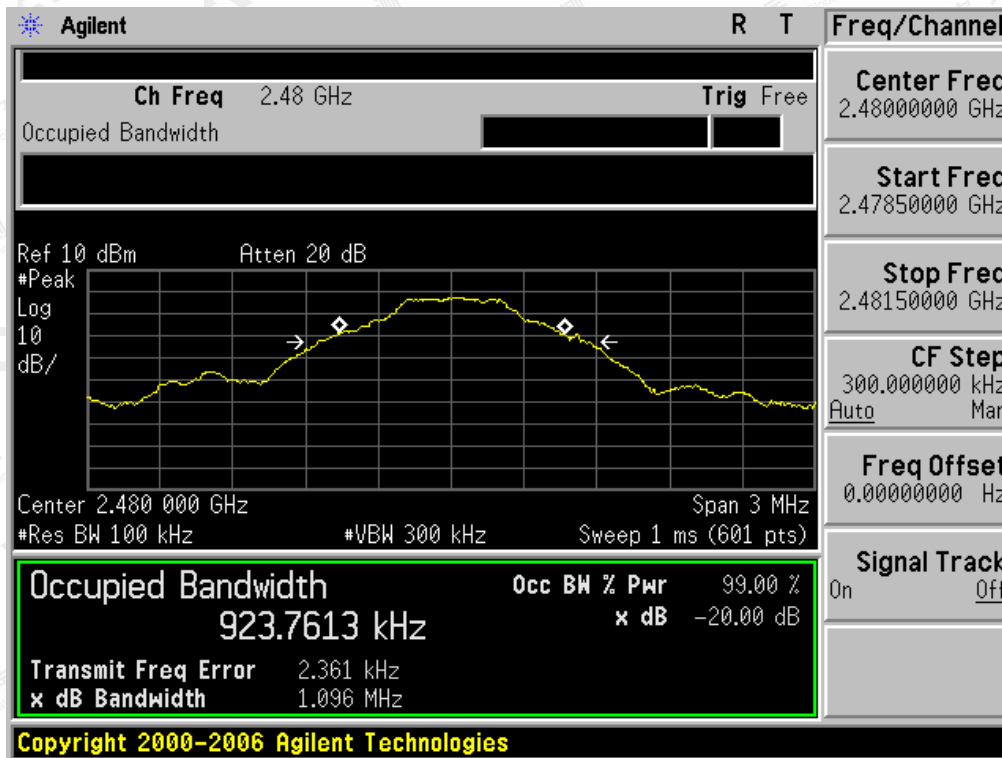 Agilent R T
Freq/Channel
Ch Freq 2.48 GHz Trig Free
Occupied Bandwidth
Center Freq
2.48000000 GHz
Start Freq
2.47850000 GHz
Stop Freq
2.48150000 GHz
CF Step
300.000000 kHz
Auto Man
Freq Offset
0.00000000 Hz
Signal Track
On Off
Ref 10 dBm Atten 20 dB
#Peak
Log
10
dB/
Center 2.480 000 GHz Span 3 MHz
#Res BW 100 kHz #VBW 300 kHz Sweep 1 ms (601 pts)
Occupied Bandwidth
923.7613 kHz
Occ BW % Pwr 99.00 %
x dB -20.00 dB
Transmit Freq Error 2.361 kHz
x dB Bandwidth 1.096 MHz
Copyright 2000-2006 Agilent Technologies